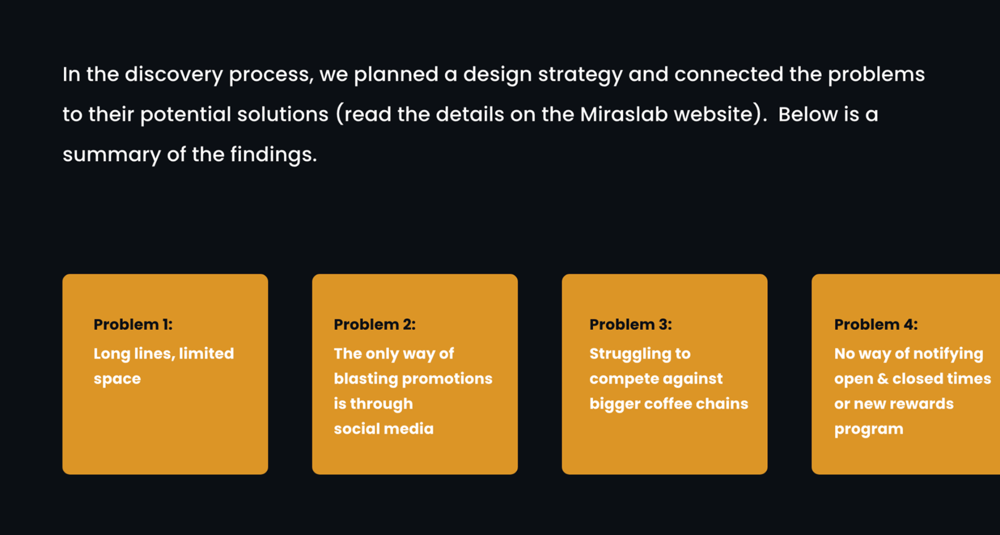 In the discovery process, we planned a design strategy and connected the problems
to their potential solutions (read the details on the Miraslab website).  Below is a
summary of the findings.
Problem 1:
Long lines, limited
space
Problem 2:
The only way of
blasting promotions
is through
social media
Problem 3:
Struggling to
compete against
bigger coffee chains
Problem 4:
No way of notifying
open & closed times
or new rewards
program